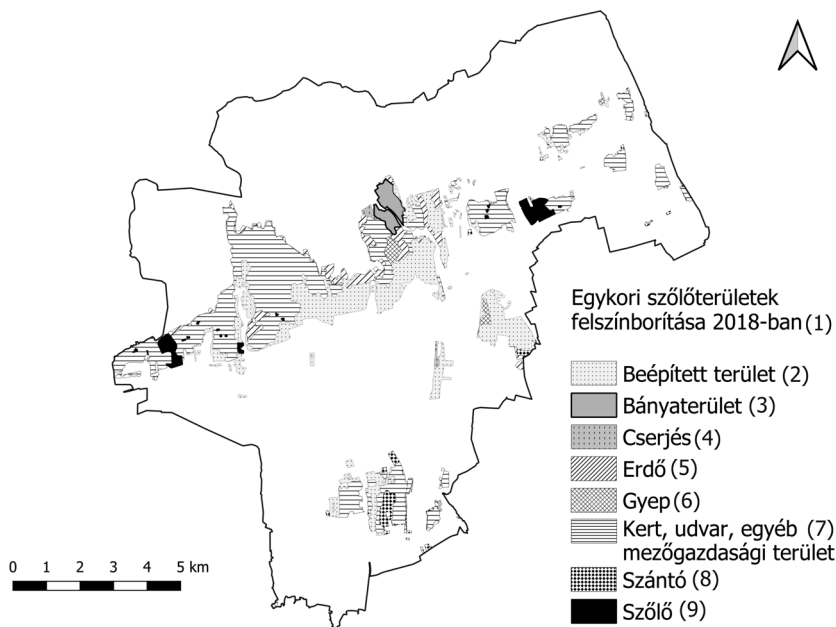 Egykori szőlőterületek
felszínborítása 2018-ban (1)
Beépített terület (2)
Bányaterület (3)
Cserjés (4)
Erdő (5)
Gyep (6)
Kert, udvar, egyéb (7)
mezőgazdasági terület
Szántó (8)
Szőlő (9)
0 1 2 3 4 5 km